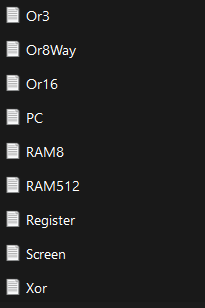 Or3
Or8Way
Or16
PC
RAM8
RAM512
Register
Screen
Xor